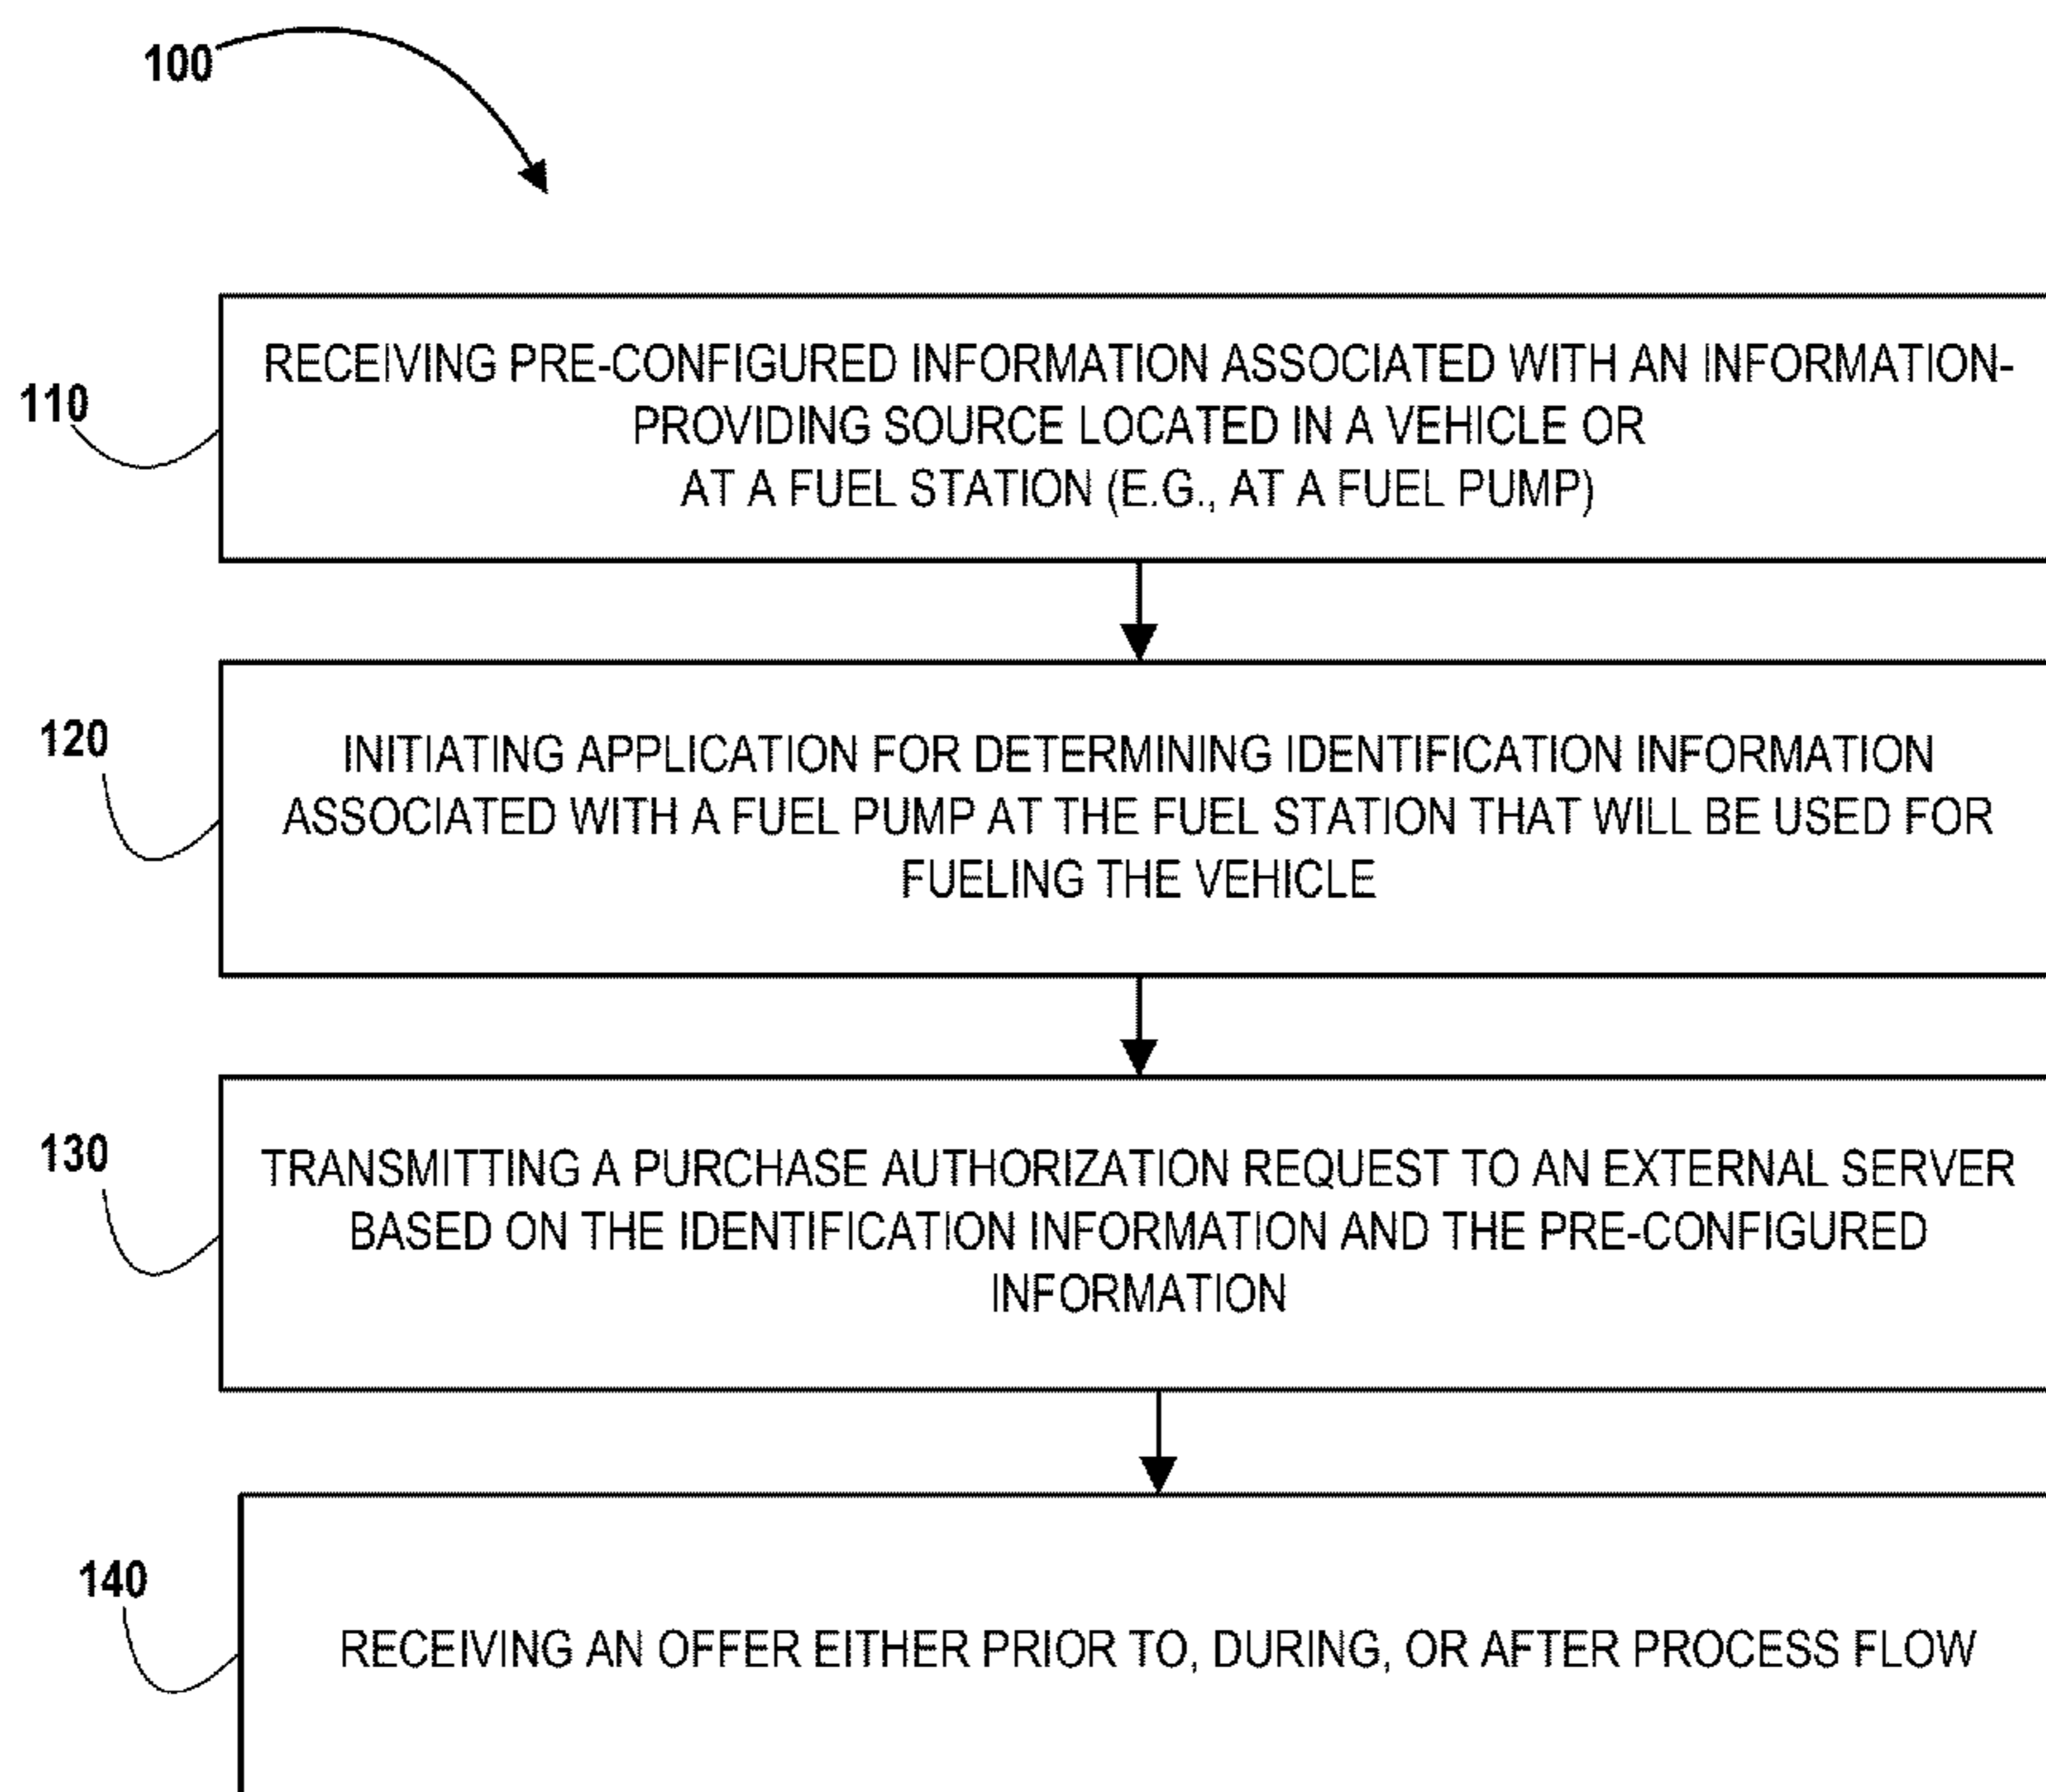 100
110
RECEIVING PRE-CONFIGURED INFORMATION ASSOCIATED WITH AN INFORMATION-
PROVIDING SOURCE LOCATED IN A VEHICLE OR
AT A FUEL STATION (E.G., AT A FUEL PUMP)
120
INITIATING APPLICATION FOR DETERMINING IDENTIFICATION INFORMATION
ASSOCIATED WITH A FUEL PUMP AT THE FUEL STATION THAT WILL BE USED FOR
FUELING THE VEHICLE
130
TRANSMITTING A PURCHASE AUTHORIZATION REQUEST TO AN EXTERNAL SERVER
BASED ON THE IDENTIFICATION INFORMATION AND THE PRE-CONFIGURED
INFORMATION
140
RECEIVING AN OFFER EITHER PRIOR TO, DURING, OR AFTER PROCESS FLOW